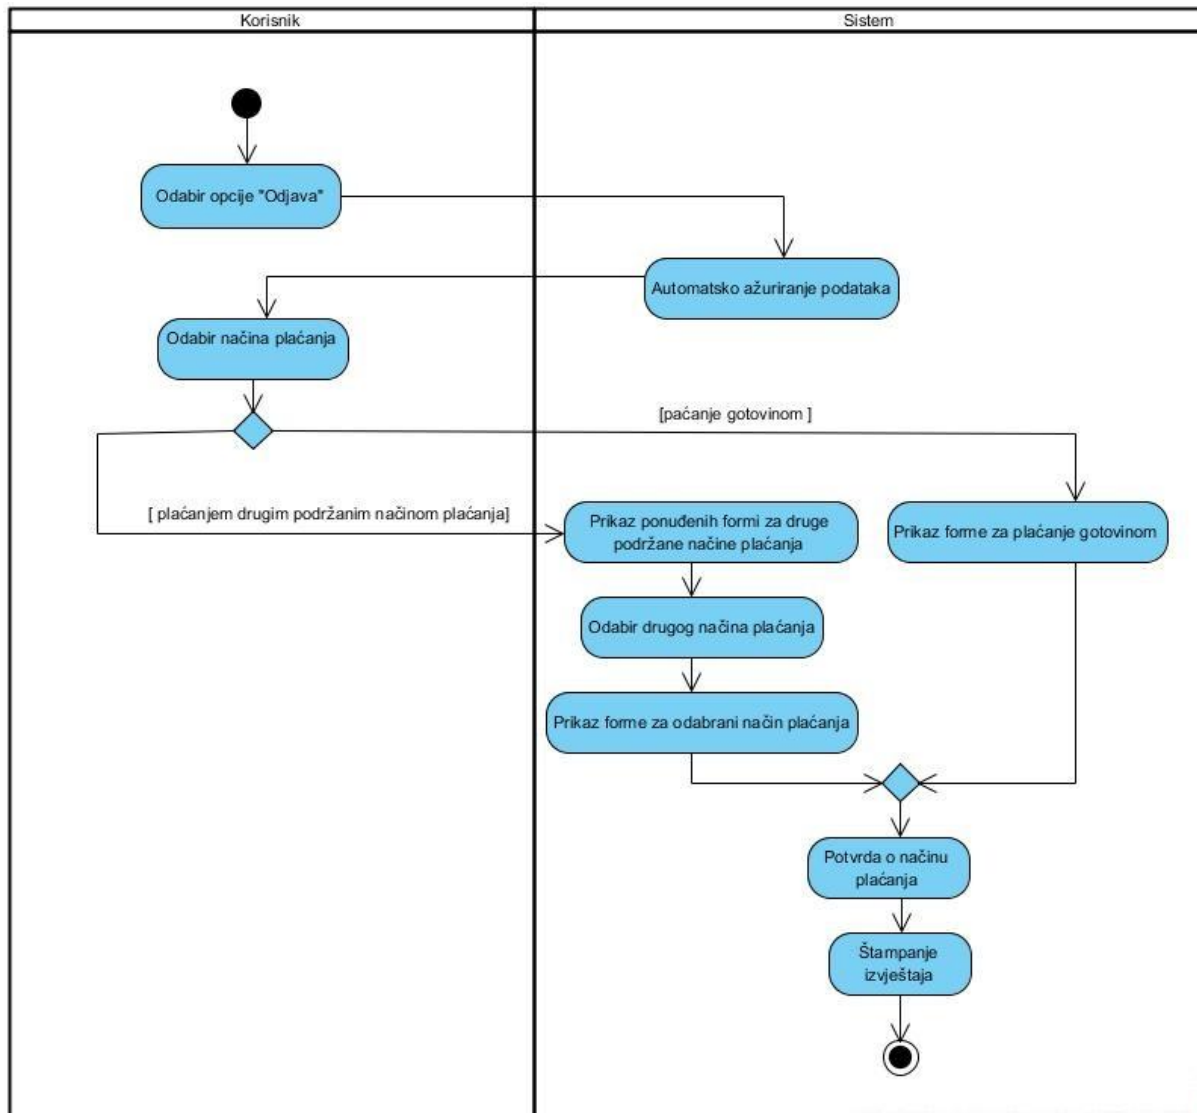 Korisnik
Sistem
Odabir opcije "Odjava"
Automatsko ažuriranje podataka
Odabir načina plaćanja
[paćanje gotovinom ]
[ plaćanjem drugim podržanim načinom plaćanja]
Prikaz ponuđenih formi za druge
podržane načine plaćanja
Prikaz forme za plaćanje gotovinom
Odabir drugog načina plaćanja
Prikaz forme za odabrani način plaćanja
Potvrda o načinu
plaćanja
Štampanje
izvještaja